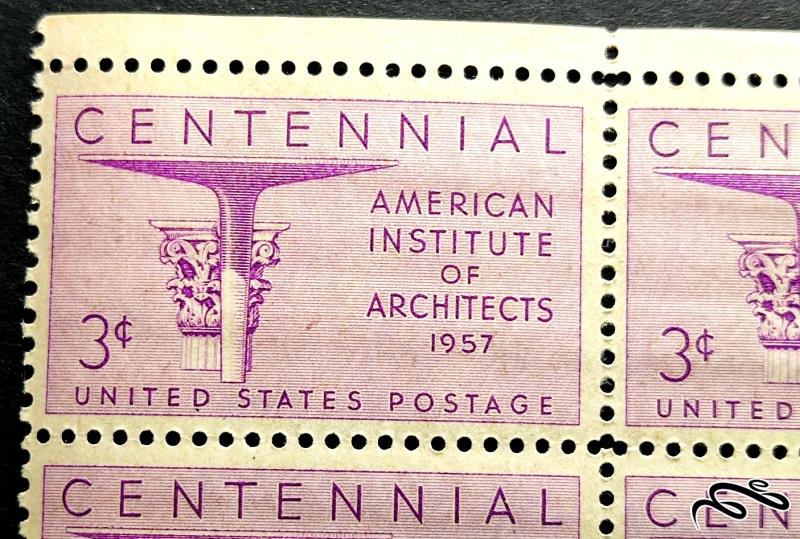 CENTENNIAL
AMERICAN
INSTITUTE
OF
ARCHITECTS
1957
3¢
UNITED STATES POSTAGE
CEN
3¢
UNITED
CENTENNIAL
CEN